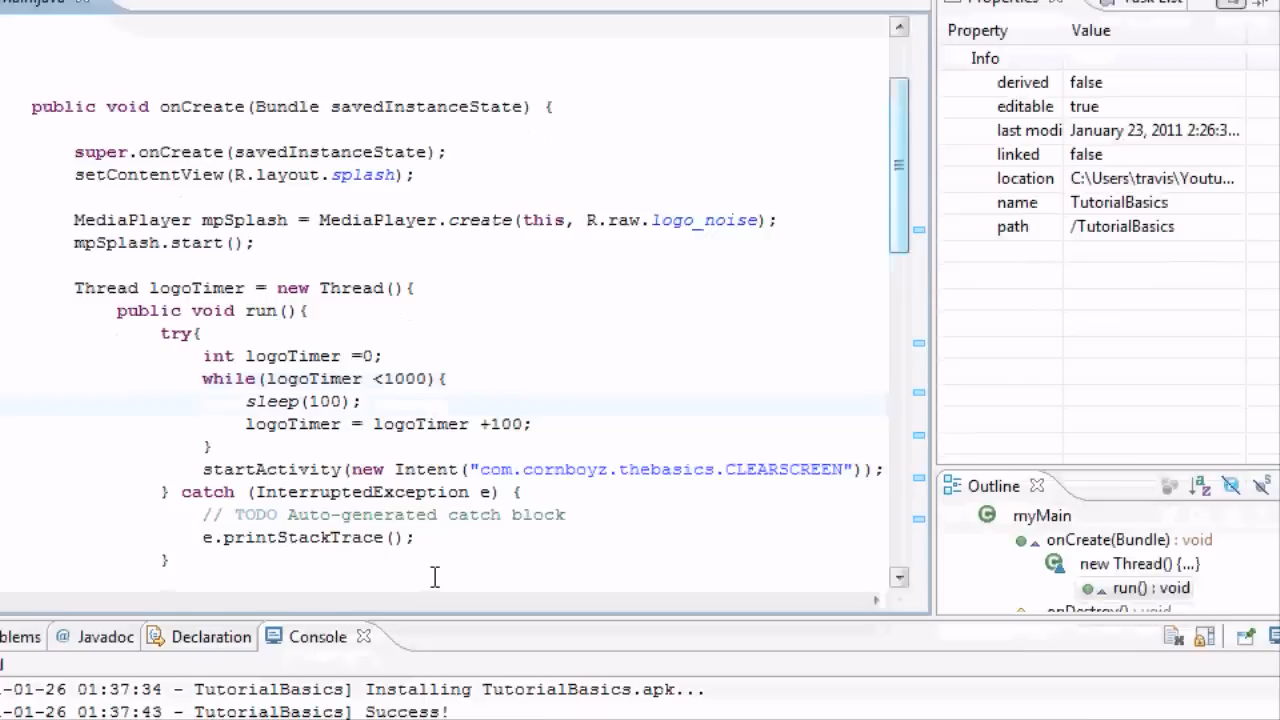 Property Value
Info
derived false
editable true
last modi January 23, 2011 2:26:3...
linked false
location C:\Users\travis\Youtu...
name TutorialBasics
path /TutorialBasics
public void onCreate(Bundle savedInstanceState) {
super.onCreate(savedInstanceState);
setContentView(R.layout.splash);
MediaPlayer mpSplash = MediaPlayer.create(this, R.raw.logo_noise);
mpSplash.start();
Thread logoTimer = new Thread(){
public void run(){
try{
int logoTimer =0;
while(logoTimer <1000){
sleep(100);
logoTimer = logoTimer +100;
}
startActivity(new Intent("com.cornboyz.thebasics.CLEARSCREEN"));
} catch (InterruptedException e) {
// TODO Auto-generated catch block
e.printStackTrace();
}
Outline
myMain
onCreate(Bundle) : void
new Thread() {...}
run() : void
onDestroy() : void
blems @ Javadoc Declaration Console
-01-26 01:37:34 - TutorialBasics] Installing TutorialBasics.apk...
-01-26 01:37:43 - TutorialBasics] Success!